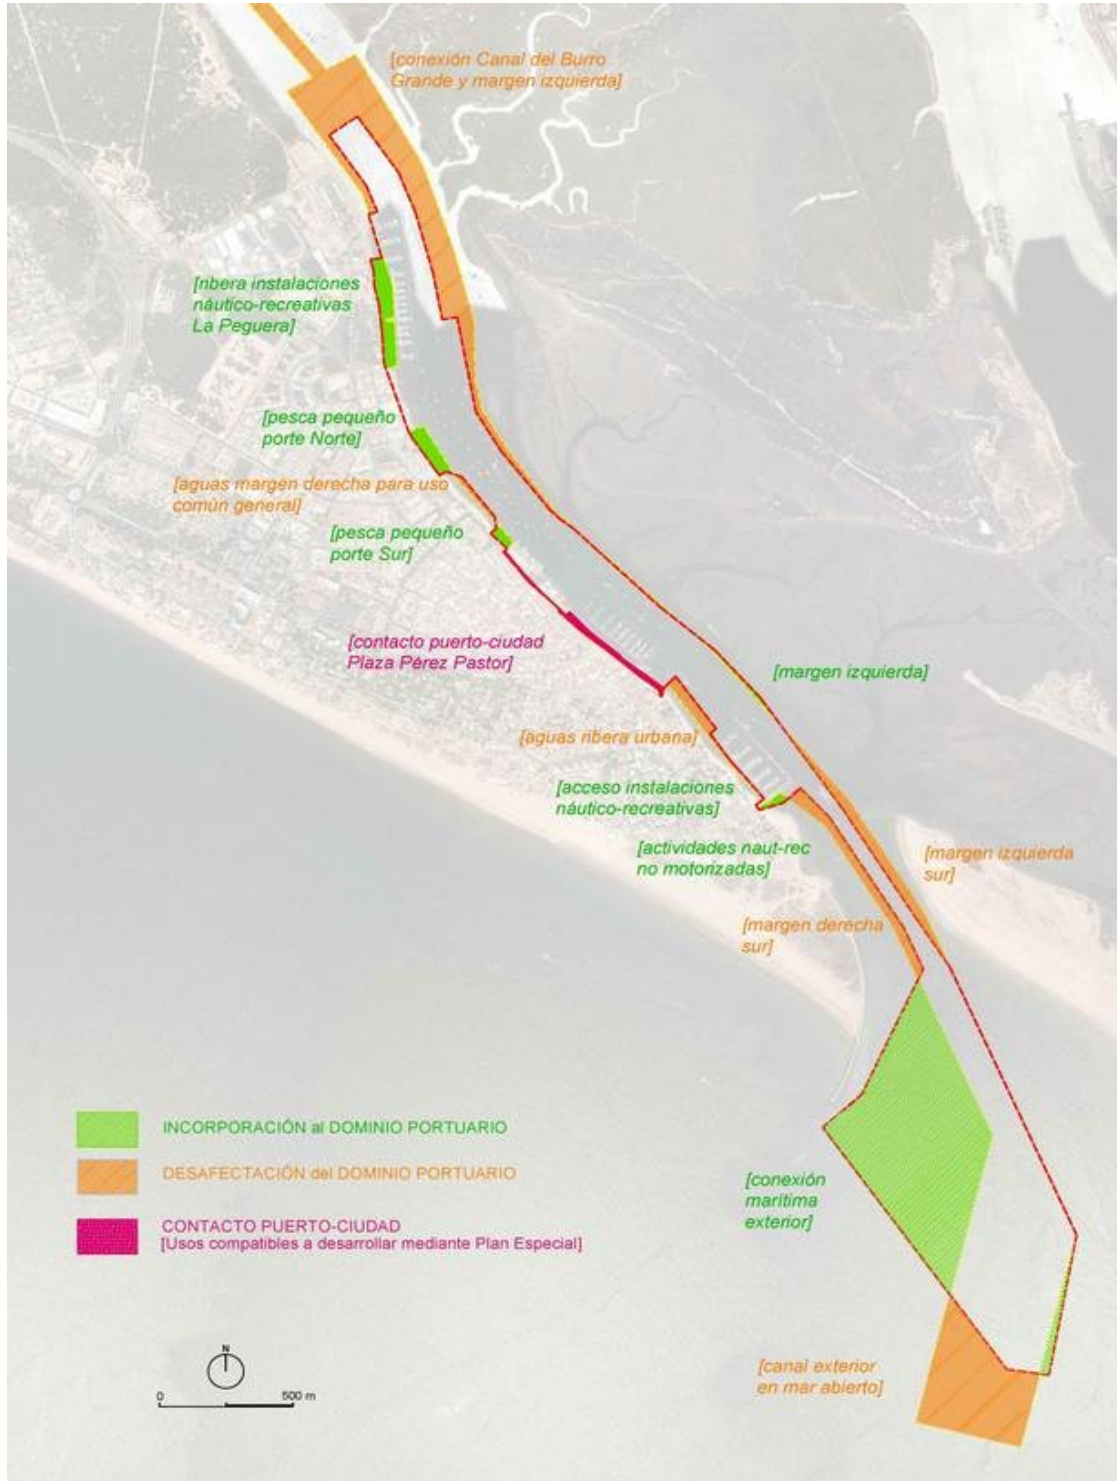 [conexión Canal del Burro
Grande y margen izquierda]
[ribera instalaciones
náutico-recreativas
La Peguera]
[pesca pequeño
porte Norte]
[aguas margen derecha para uso
común general]
[pesca pequeño
porte Sur]
[contacto puerto-ciudad
Plaza Pérez Pastor]
[margen izquierda]
[aguas ribera urbana]
[acceso instalaciones
náutico-recreativas]
[actividades naut-rec
no motorizadas]
[margen izquierda
sur]
[margen derecha
sur]
INCORPORACIÓN al DOMINIO PORTUARIO
DESAFECTACIÓN del DOMINIO PORTUARIO
CONTACTO PUERTO-CIUDAD
[Usos compatibles a desarrollar mediante Plan Especial]
[conexión
marítima
exterior]
N
0 500 m
[canal exterior
en mar abierto]